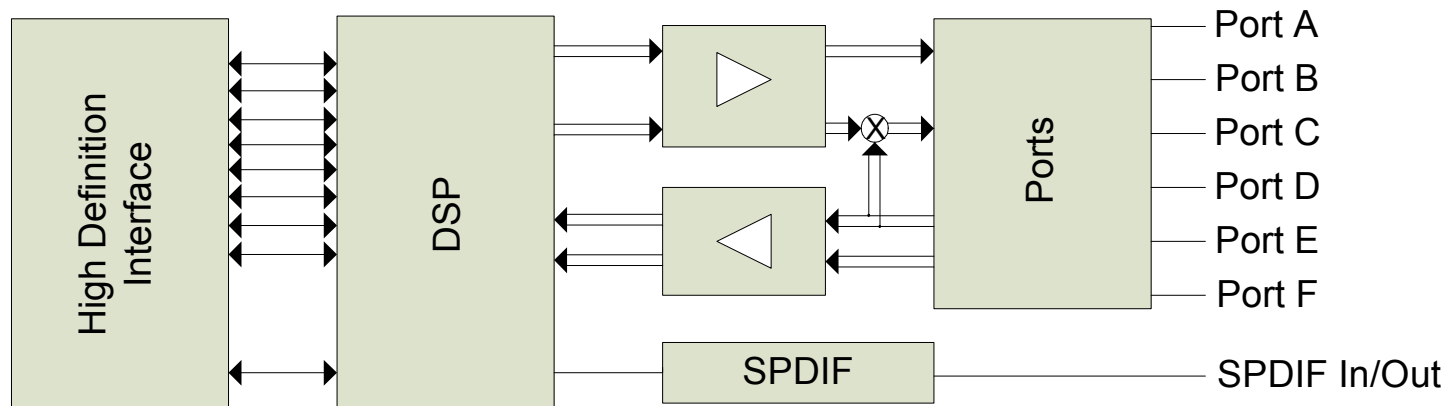 High Definition
Interface
DSP
X
Ports
Port A
Port B
Port C
Port D
Port E
Port F
SPDIF
SPDIF In/Out